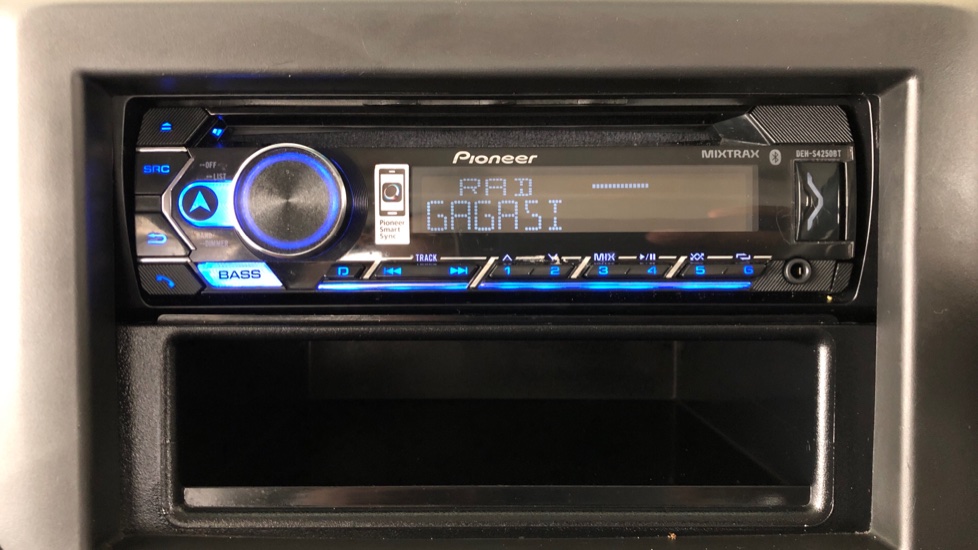 Pioneer
MIXTRAX
DEH-S4250BT
SRC
OFF
LIST
RAD
GAGASI
Pioneer
Smart
Sync
DIMMER
BASS
D
TRACK
MIX
1 2 3 4 5 6